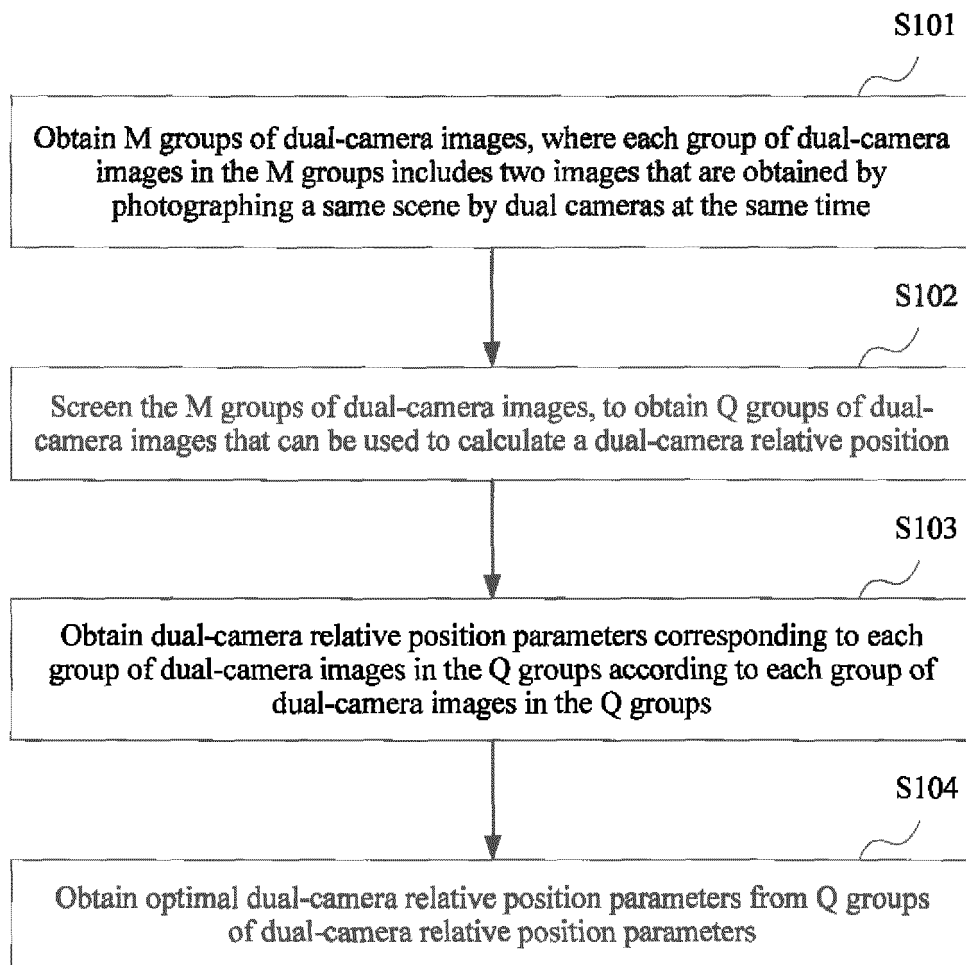 S101
Obtain M groups of dual-camera images, where each group of dual-camera
images in the M groups includes two images that are obtained by
photographing a same scene by dual cameras at the same time
S102
Screen the M groups of dual-camera images, to obtain Q groups of dual-
camera images that can be used to calculate a dual-camera relative position
S103
Obtain dual-camera relative position parameters corresponding to each
group of dual-camera images in the Q groups according to each group of
dual-camera images in the Q groups
S104
Obtain optimal dual-camera relative position parameters from Q groups
of dual-camera relative position parameters